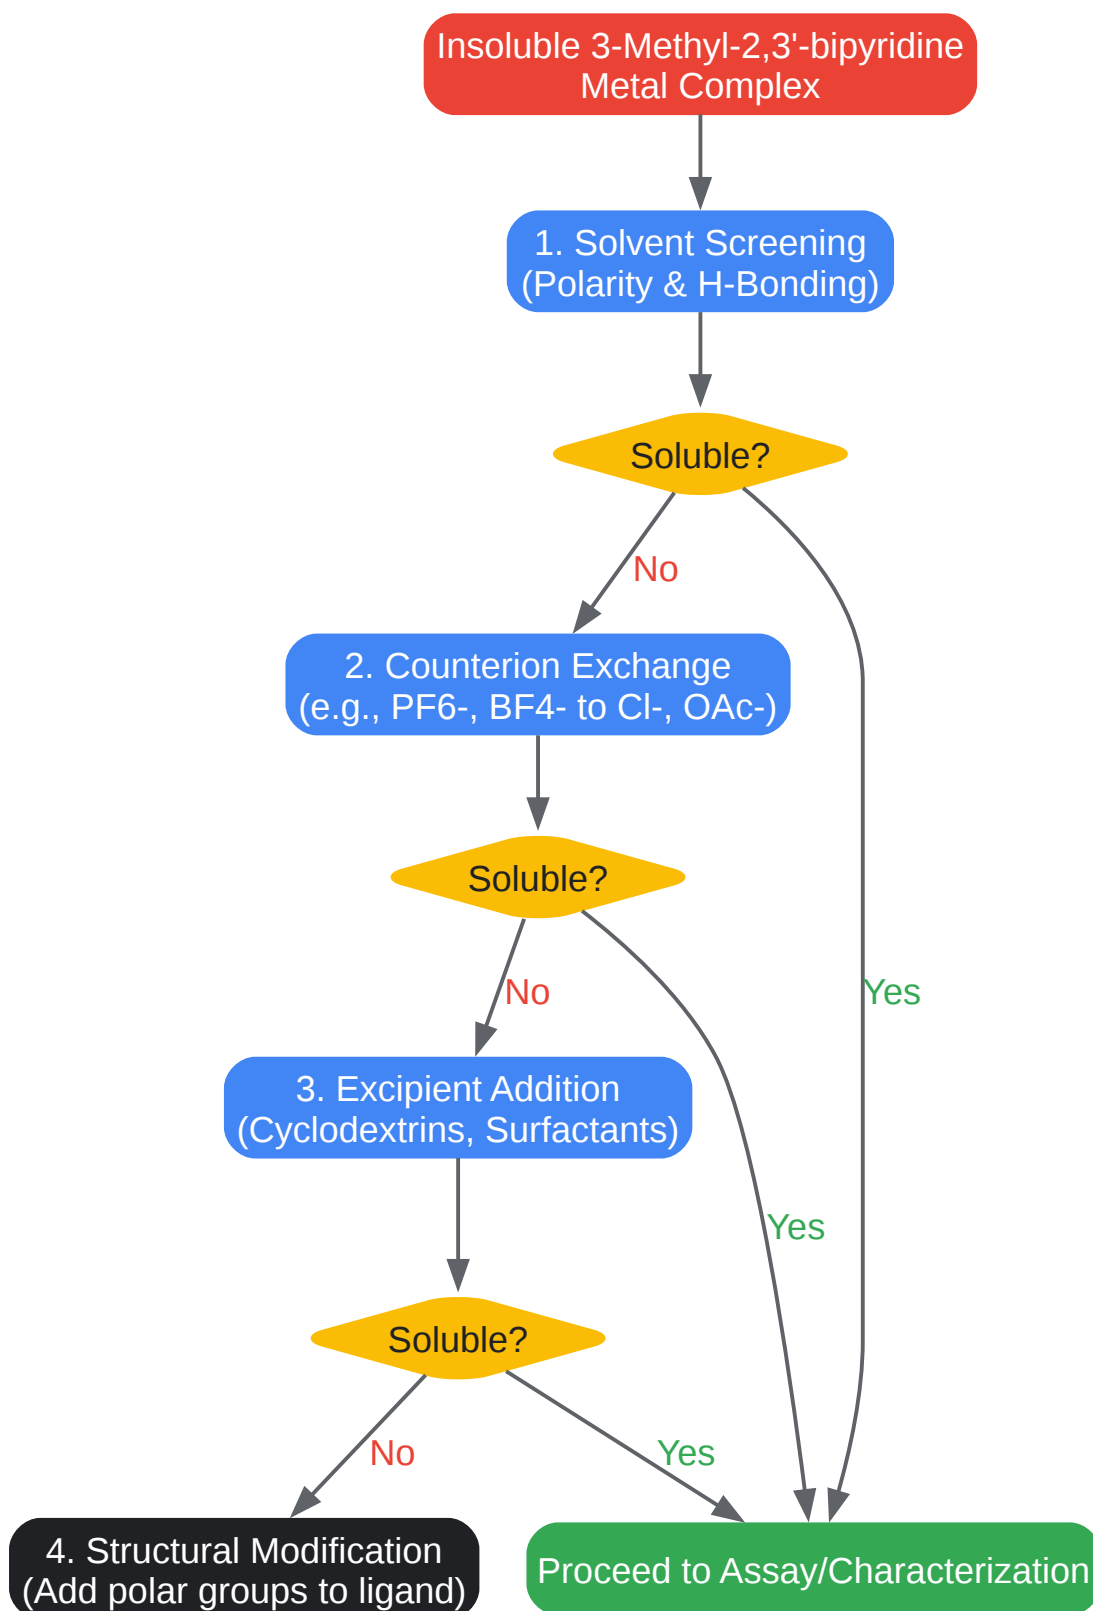 Insoluble 3-Methyl-2,3'-bipyridine
Metal Complex
1. Solvent Screening
(Polarity & H-Bonding)
Soluble?
No
2. Counterion Exchange
(e.g., PF6-, BF4- to Cl-, OAc-)
Soluble?
No
Yes
3. Excipient Addition
(Cyclodextrins, Surfactants)
Yes
Soluble?
No
Yes
4. Structural Modification
(Add polar groups to ligand)
Proceed to Assay/Characterization